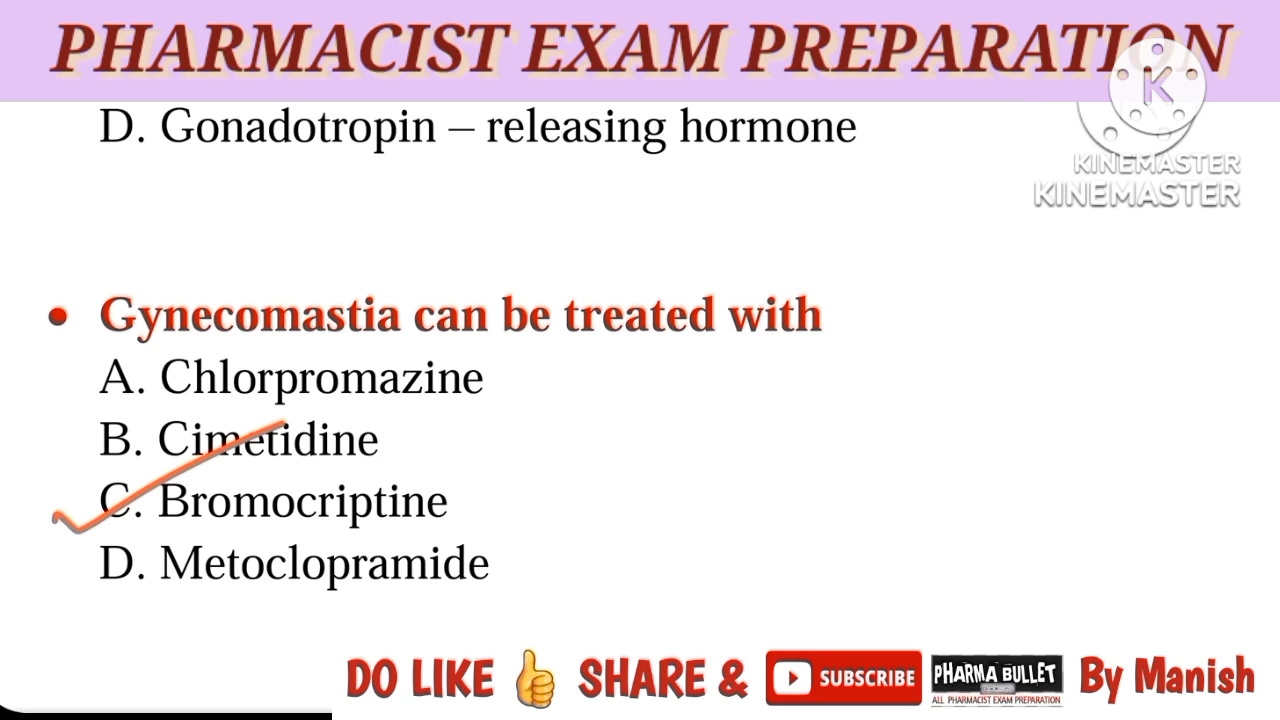 PHARMACIST EXAM PREPARATION
K
KINEMASTER
KINEMASTER
D. Gonadotropin – releasing hormone
• Gynecomastia can be treated with
A. Chlorpromazine
B. Cimetidine
C. Bromocriptine
D. Metoclopramide
DO LIKE 👍 SHARE & SUBSCRIBE PHARMA BULLET By Manish
ALL PHARMACIST EXAM PREPARATION